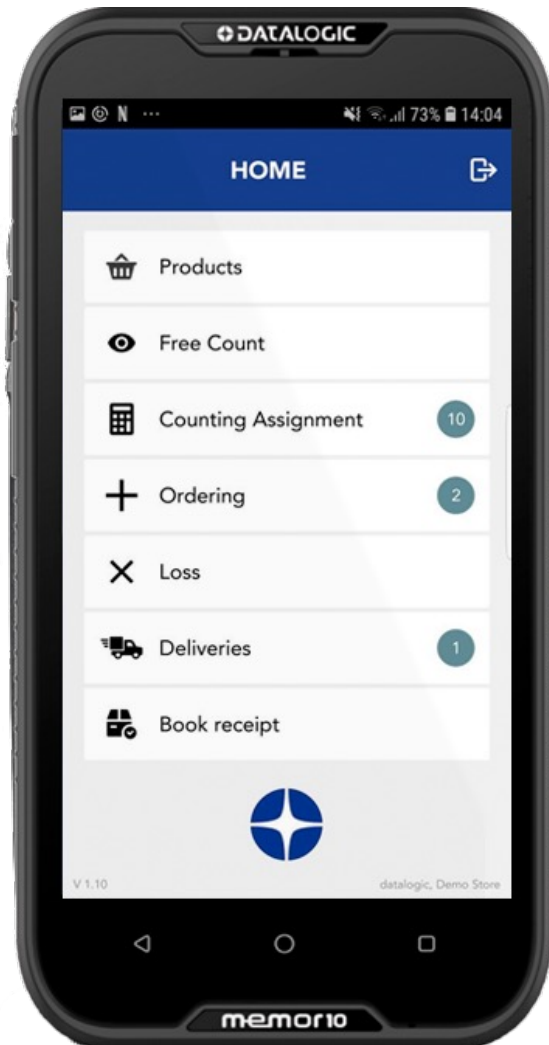 DATALOGIC
N ... 73% 14:04
HOME
Products
Free Count
Counting Assignment 10
Ordering 2
Loss
Deliveries 1
Book receipt
V 1.10 datalogic, Demo Store
memor10